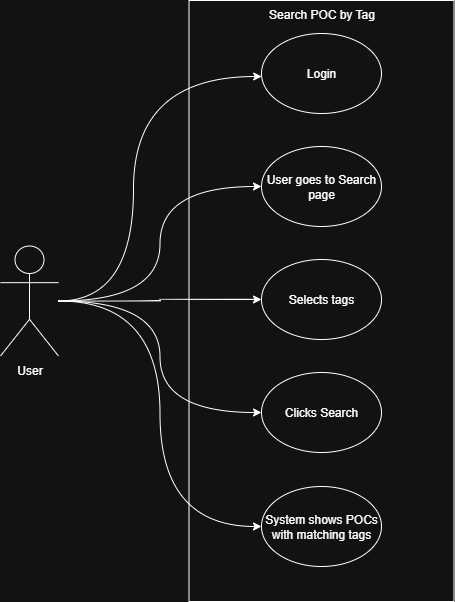 Search POC by Tag
Login
User goes to Search
page
Selects tags
User
Clicks Search
System shows POCs
with matching tags